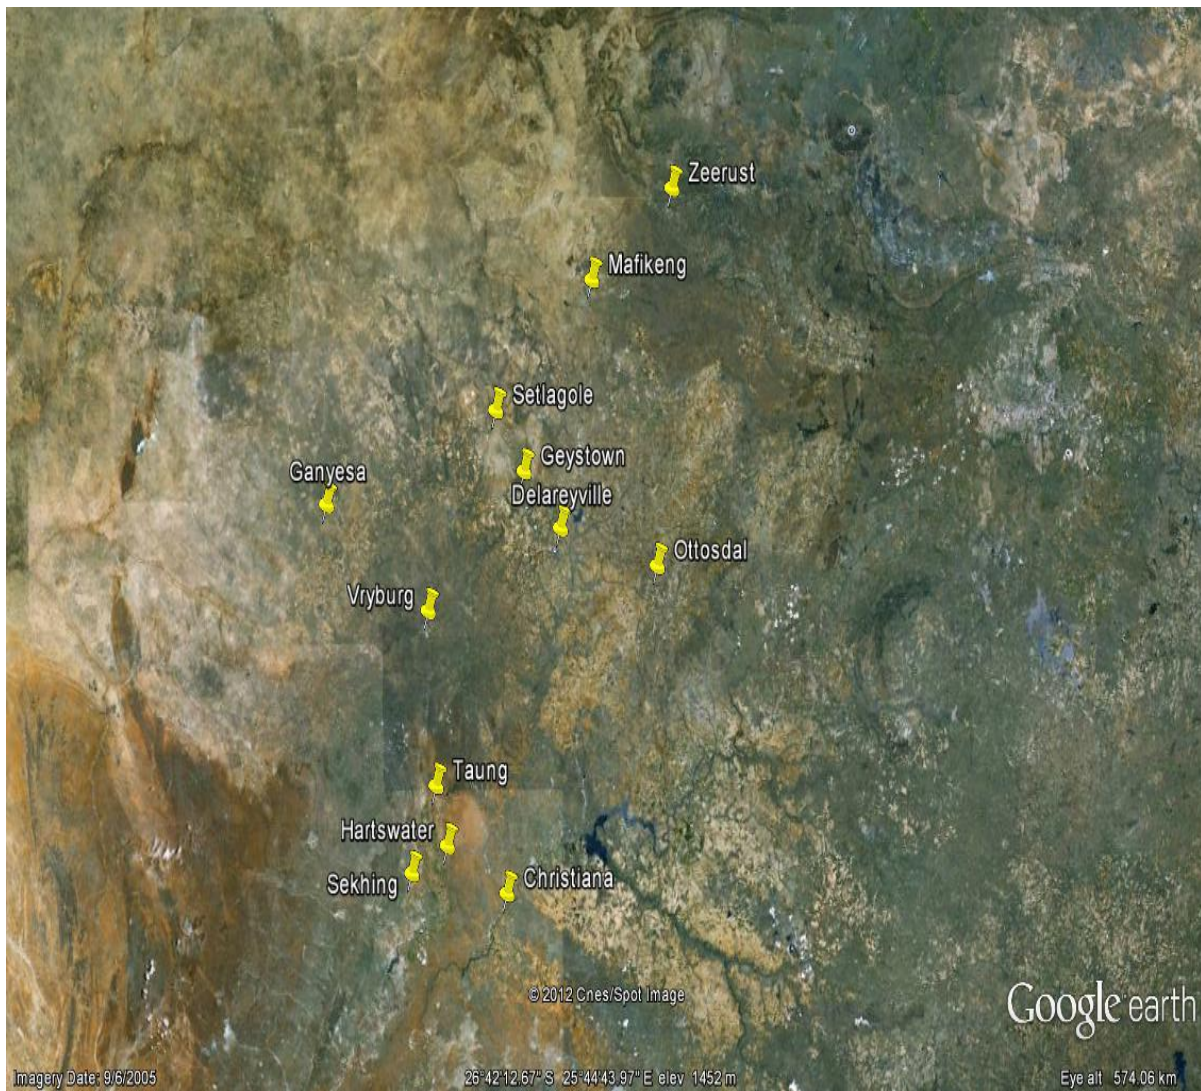 Zeerust
Mafikeng
Setlagole
Geystown
Ganyesa
Delareyville
Ottosdal
Vryburg
Taung
Hartswater
Sekhing
Christiana
© 2012 Cnes/Spot Image
Google earth
Imagery Date: 9/6/2005
26°42'12.67" S 25°44'43.97" E elev 1452 m
Eye alt 574.06 km